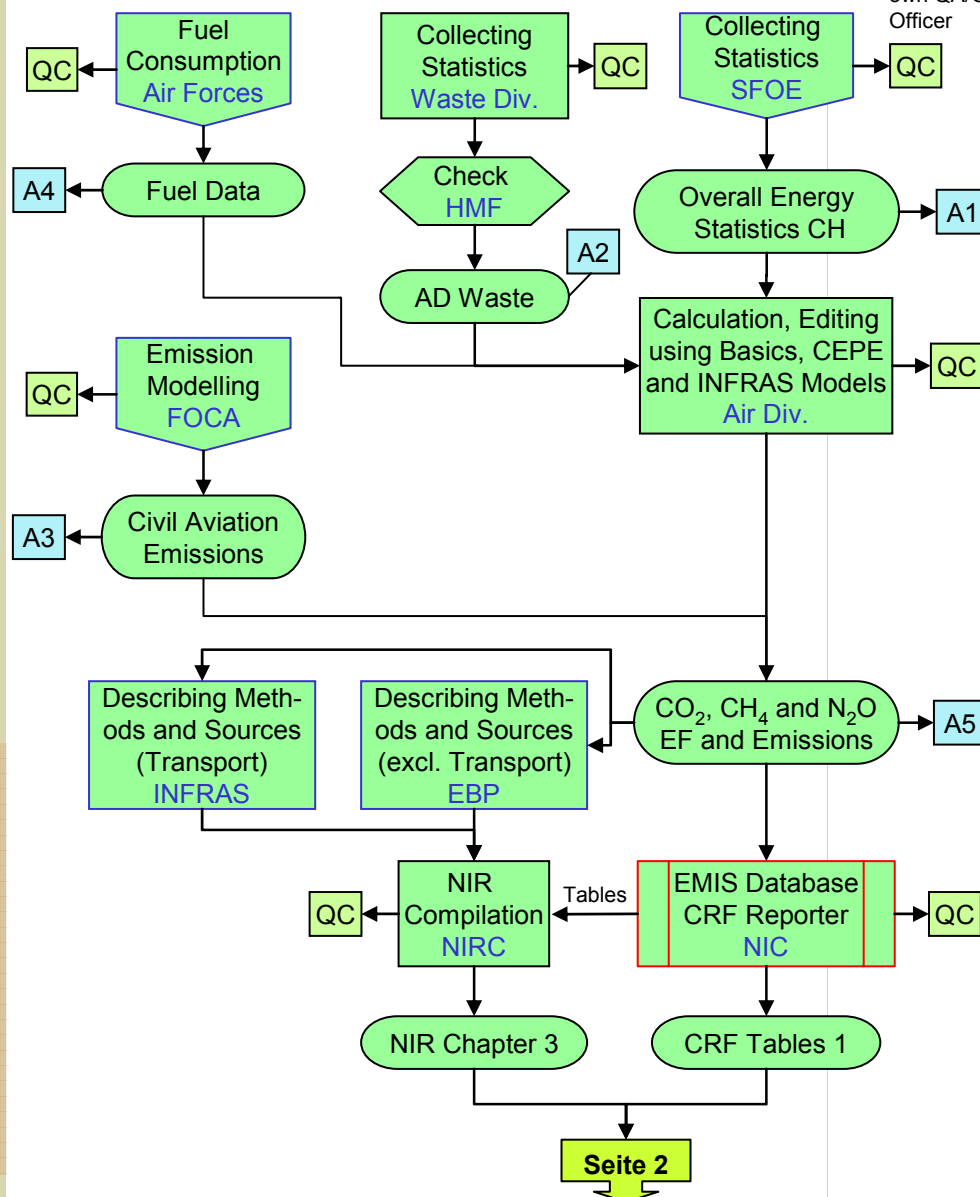 Officer
QC
Fuel
Consumption
Air Forces
Collecting
Statistics
Waste Div.
QC
Collecting
Statistics
SFOE
QC
A4
Fuel Data
Check
HMF
Overall Energy
Statistics CH
A1
A2
AD Waste
QC
Emission
Modelling
FOCA
Calculation, Editing
using Basics, CEPE
and INFRAS Models
Air Div.
QC
A3
Civil Aviation
Emissions
Describing Meth-
ods and Sources
(Transport)
INFRAS
Describing Meth-
ods and Sources
(excl. Transport)
EBP
CO₂, CH₄ and N₂O
EF and Emissions
A5
QC
NIR
Compilation
NIRC
Tables
EMIS Database
CRF Reporter
NIC
QC
NIR Chapter 3
CRF Tables 1
Seite 2